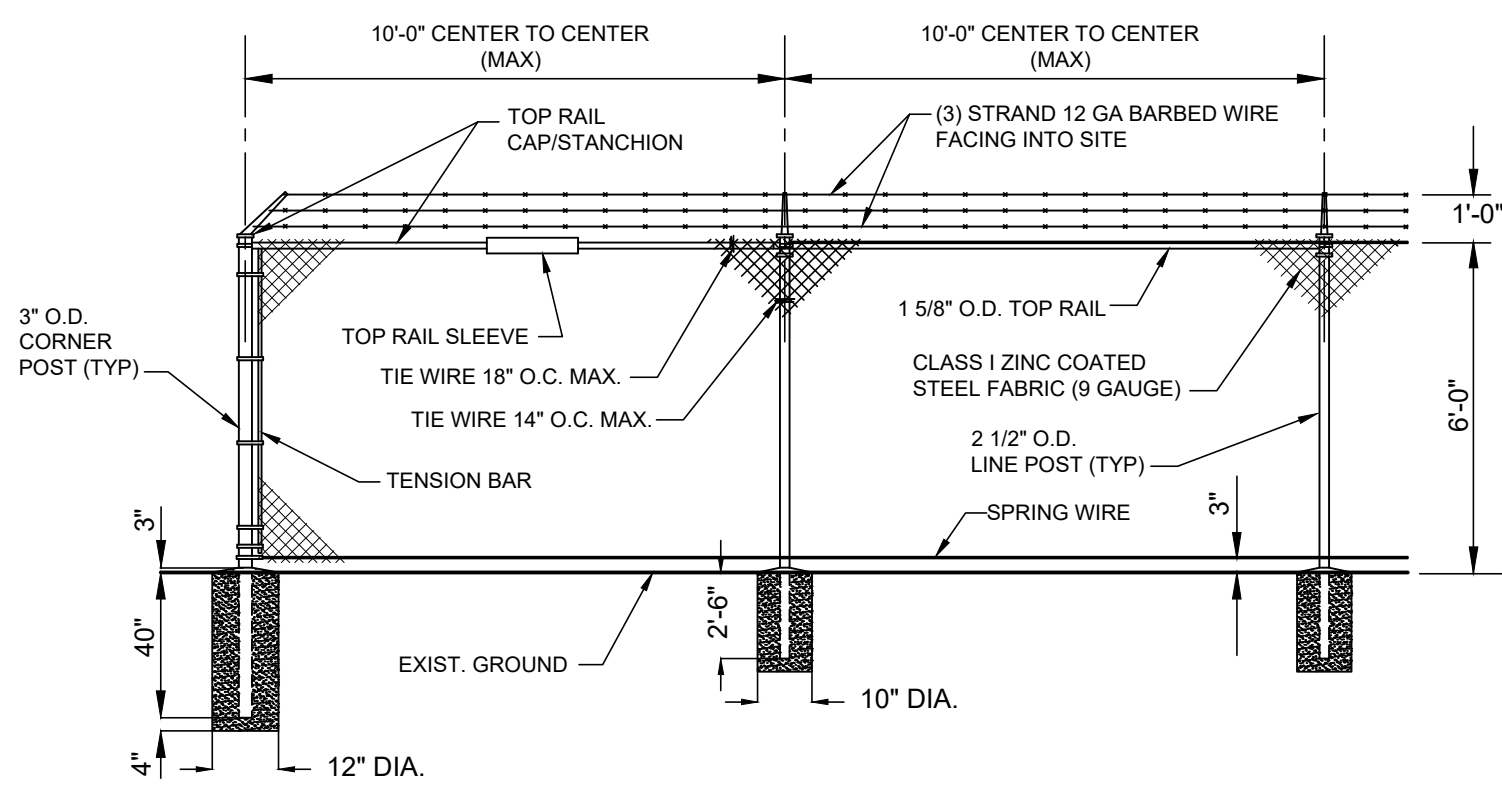 10'-0" CENTER TO CENTER
(MAX)
10'-0" CENTER TO CENTER
(MAX)
TOP RAIL
CAP/STANCHION
(3) STRAND 12 GA BARBED WIRE
FACING INTO SITE
1'-0"
3" O.D.
CORNER
POST (TYP)
TOP RAIL SLEEVE
TIE WIRE 18" O.C. MAX.
TIE WIRE 14" O.C. MAX.
1 5/8" O.D. TOP RAIL
CLASS I ZINC COATED
STEEL FABRIC (9 GAUGE)
6'-0"
2 1/2" O.D.
LINE POST (TYP)
TENSION BAR
SPRING WIRE
3"
3"
40"
2'-6"
EXIST. GROUND
10" DIA.
4"
12" DIA.